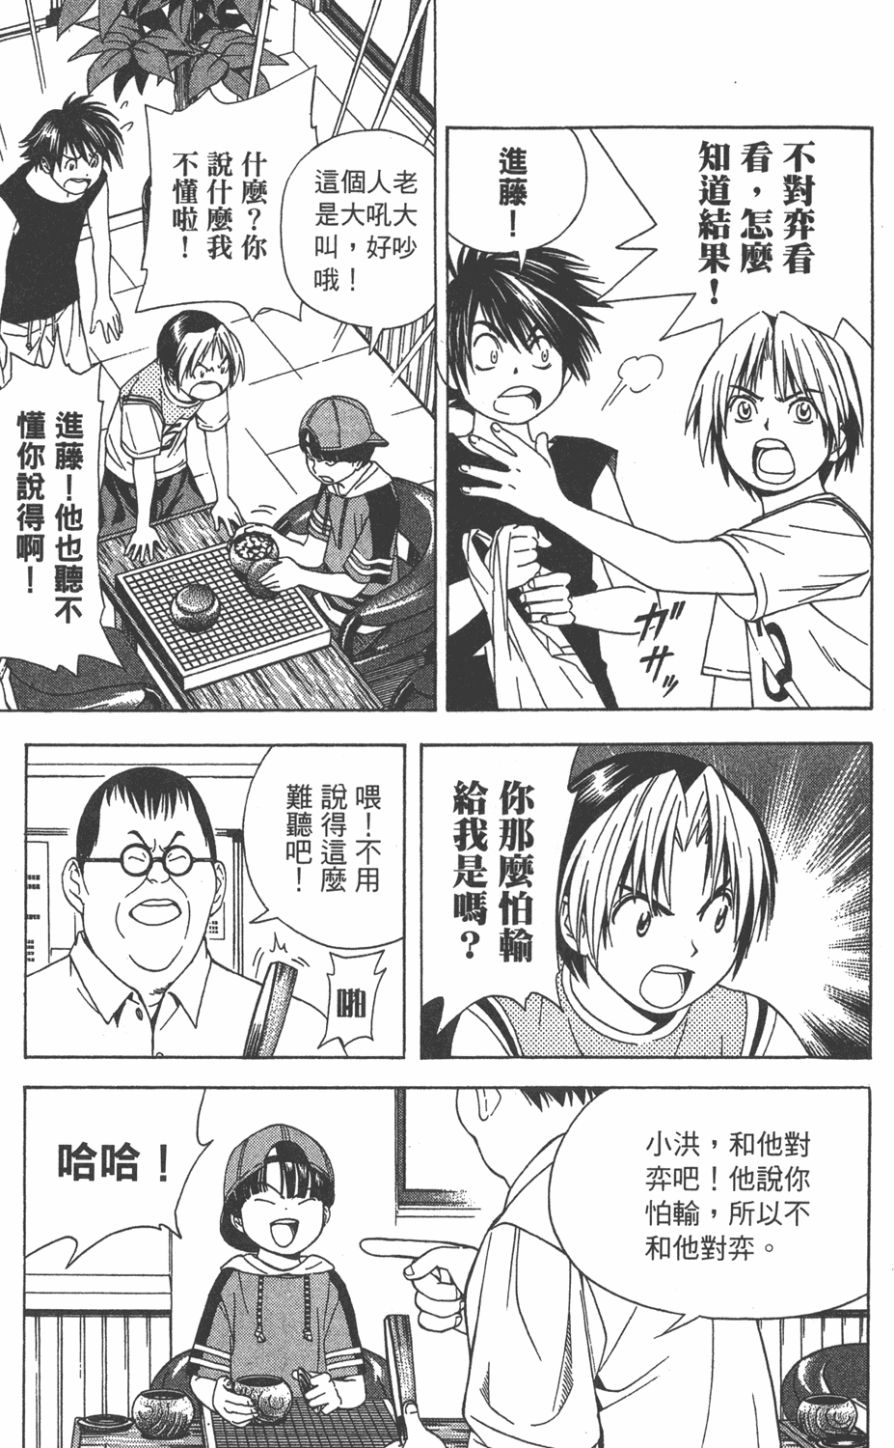 不對弈看
看，怎麼
知道結果！
進藤！
ガサッ
這個人老
是大吼大
叫，好吵
哦！
什麼？你
說什麼我
不懂啦！
進藤！他也聽不
懂你說得啊！
你那麼怕輸
給我是嗎？
喂！不用
說得這麼
難聽吧！
啪
小洪，和他對
弈吧！他說你
怕輸，所以不
和他對弈。
哈哈！